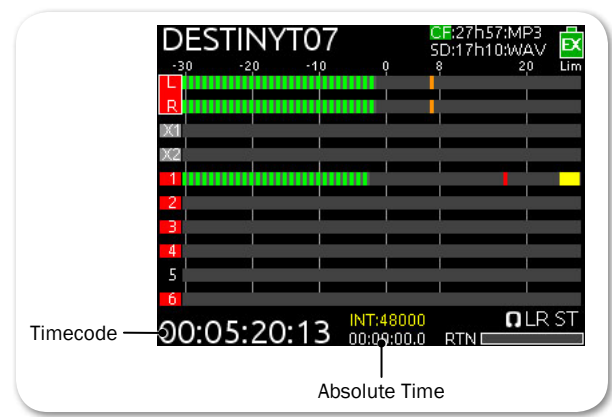 DESTINYT07
CF:27h57:MP3
SD:17h10:WAV
EX
-30 -20 -10 0 8 20 Lim
L
R
X1
X2
1
2
3
4
5
6
Timecode
00:05:20:13
INT:48000
00:00:00.0
LR ST
RTN
Absolute Time